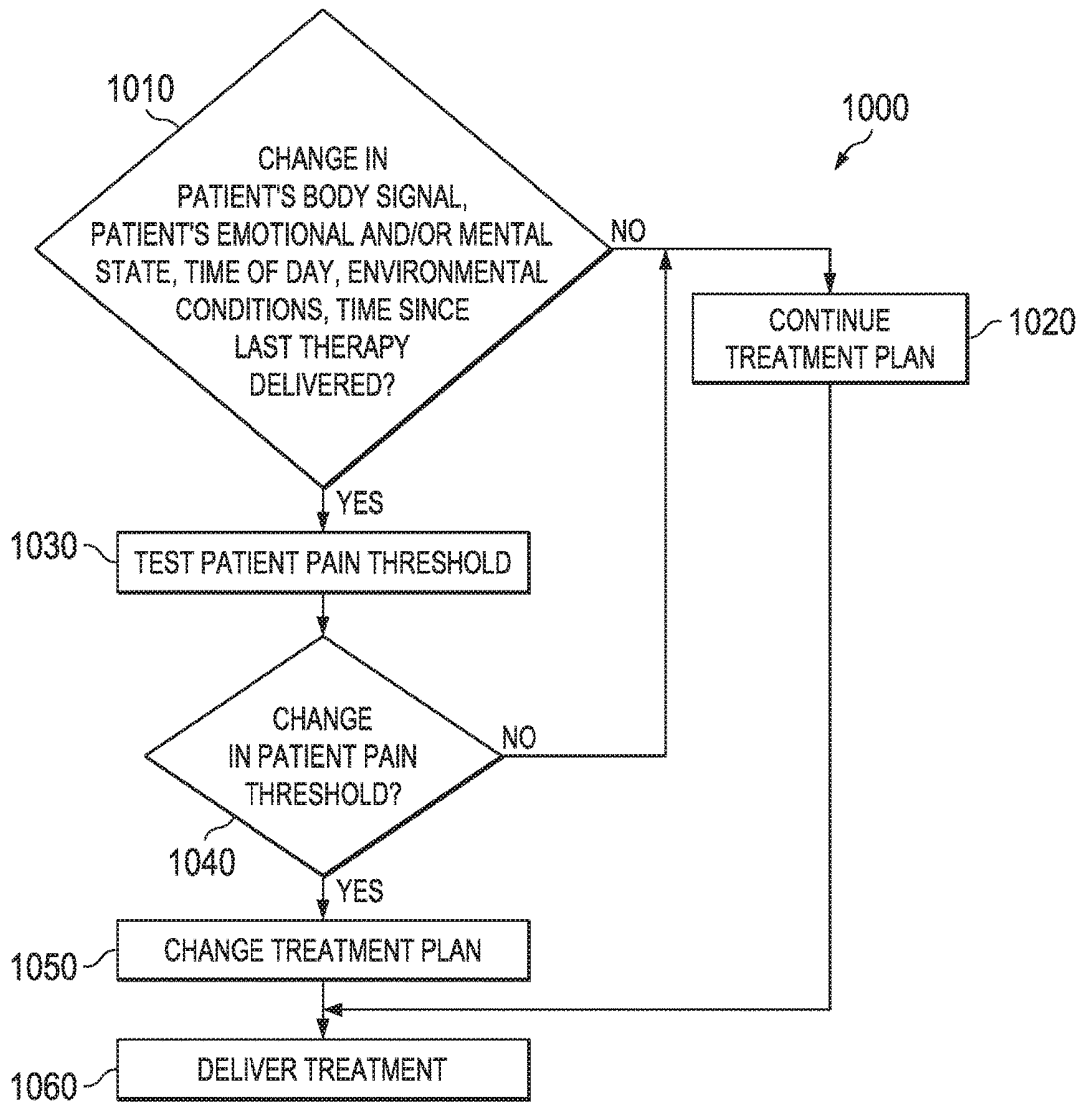 1010
1000
CHANGE IN
PATIENT'S BODY SIGNAL,
PATIENT'S EMOTIONAL AND/OR MENTAL
STATE, TIME OF DAY, ENVIRONMENTAL
CONDITIONS, TIME SINCE
LAST THERAPY
DELIVERED?
NO
CONTINUE
TREATMENT PLAN
1020
YES
1030
TEST PATIENT PAIN THRESHOLD
CHANGE
IN PATIENT PAIN
THRESHOLD?
NO
1040
YES
1050
CHANGE TREATMENT PLAN
1060
DELIVER TREATMENT